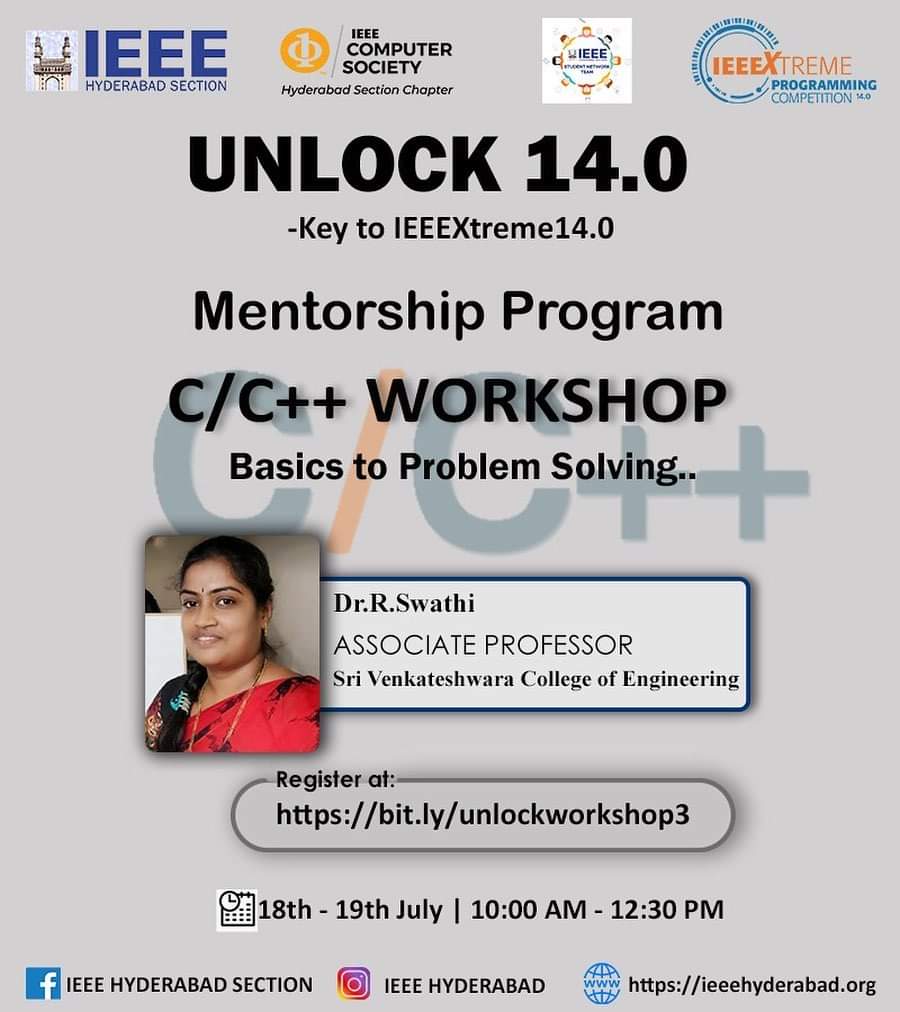 IEEE
HYDERABAD SECTION
IEEE
COMPUTER
SOCIETY
Hyderabad Section Chapter
IEEE
STUDENT NETWORK
TEAM
IEEEXTREME
PROGRAMMING
COMPETITION 14.0
UNLOCK 14.0
-Key to IEEEXtreme14.0
Mentorship Program
C/C++
C/C++ WORKSHOP
Basics to Problem Solving..
Dr.R.Swathi
ASSOCIATE PROFESSOR
Sri Venkateshwara College of Engineering
Register at:
https://bit.ly/unlockworkshop3
18th - 19th July | 10:00 AM - 12:30 PM
IEEE HYDERABAD SECTION
IEEE HYDERABAD
www
https://ieeehyderabad.org